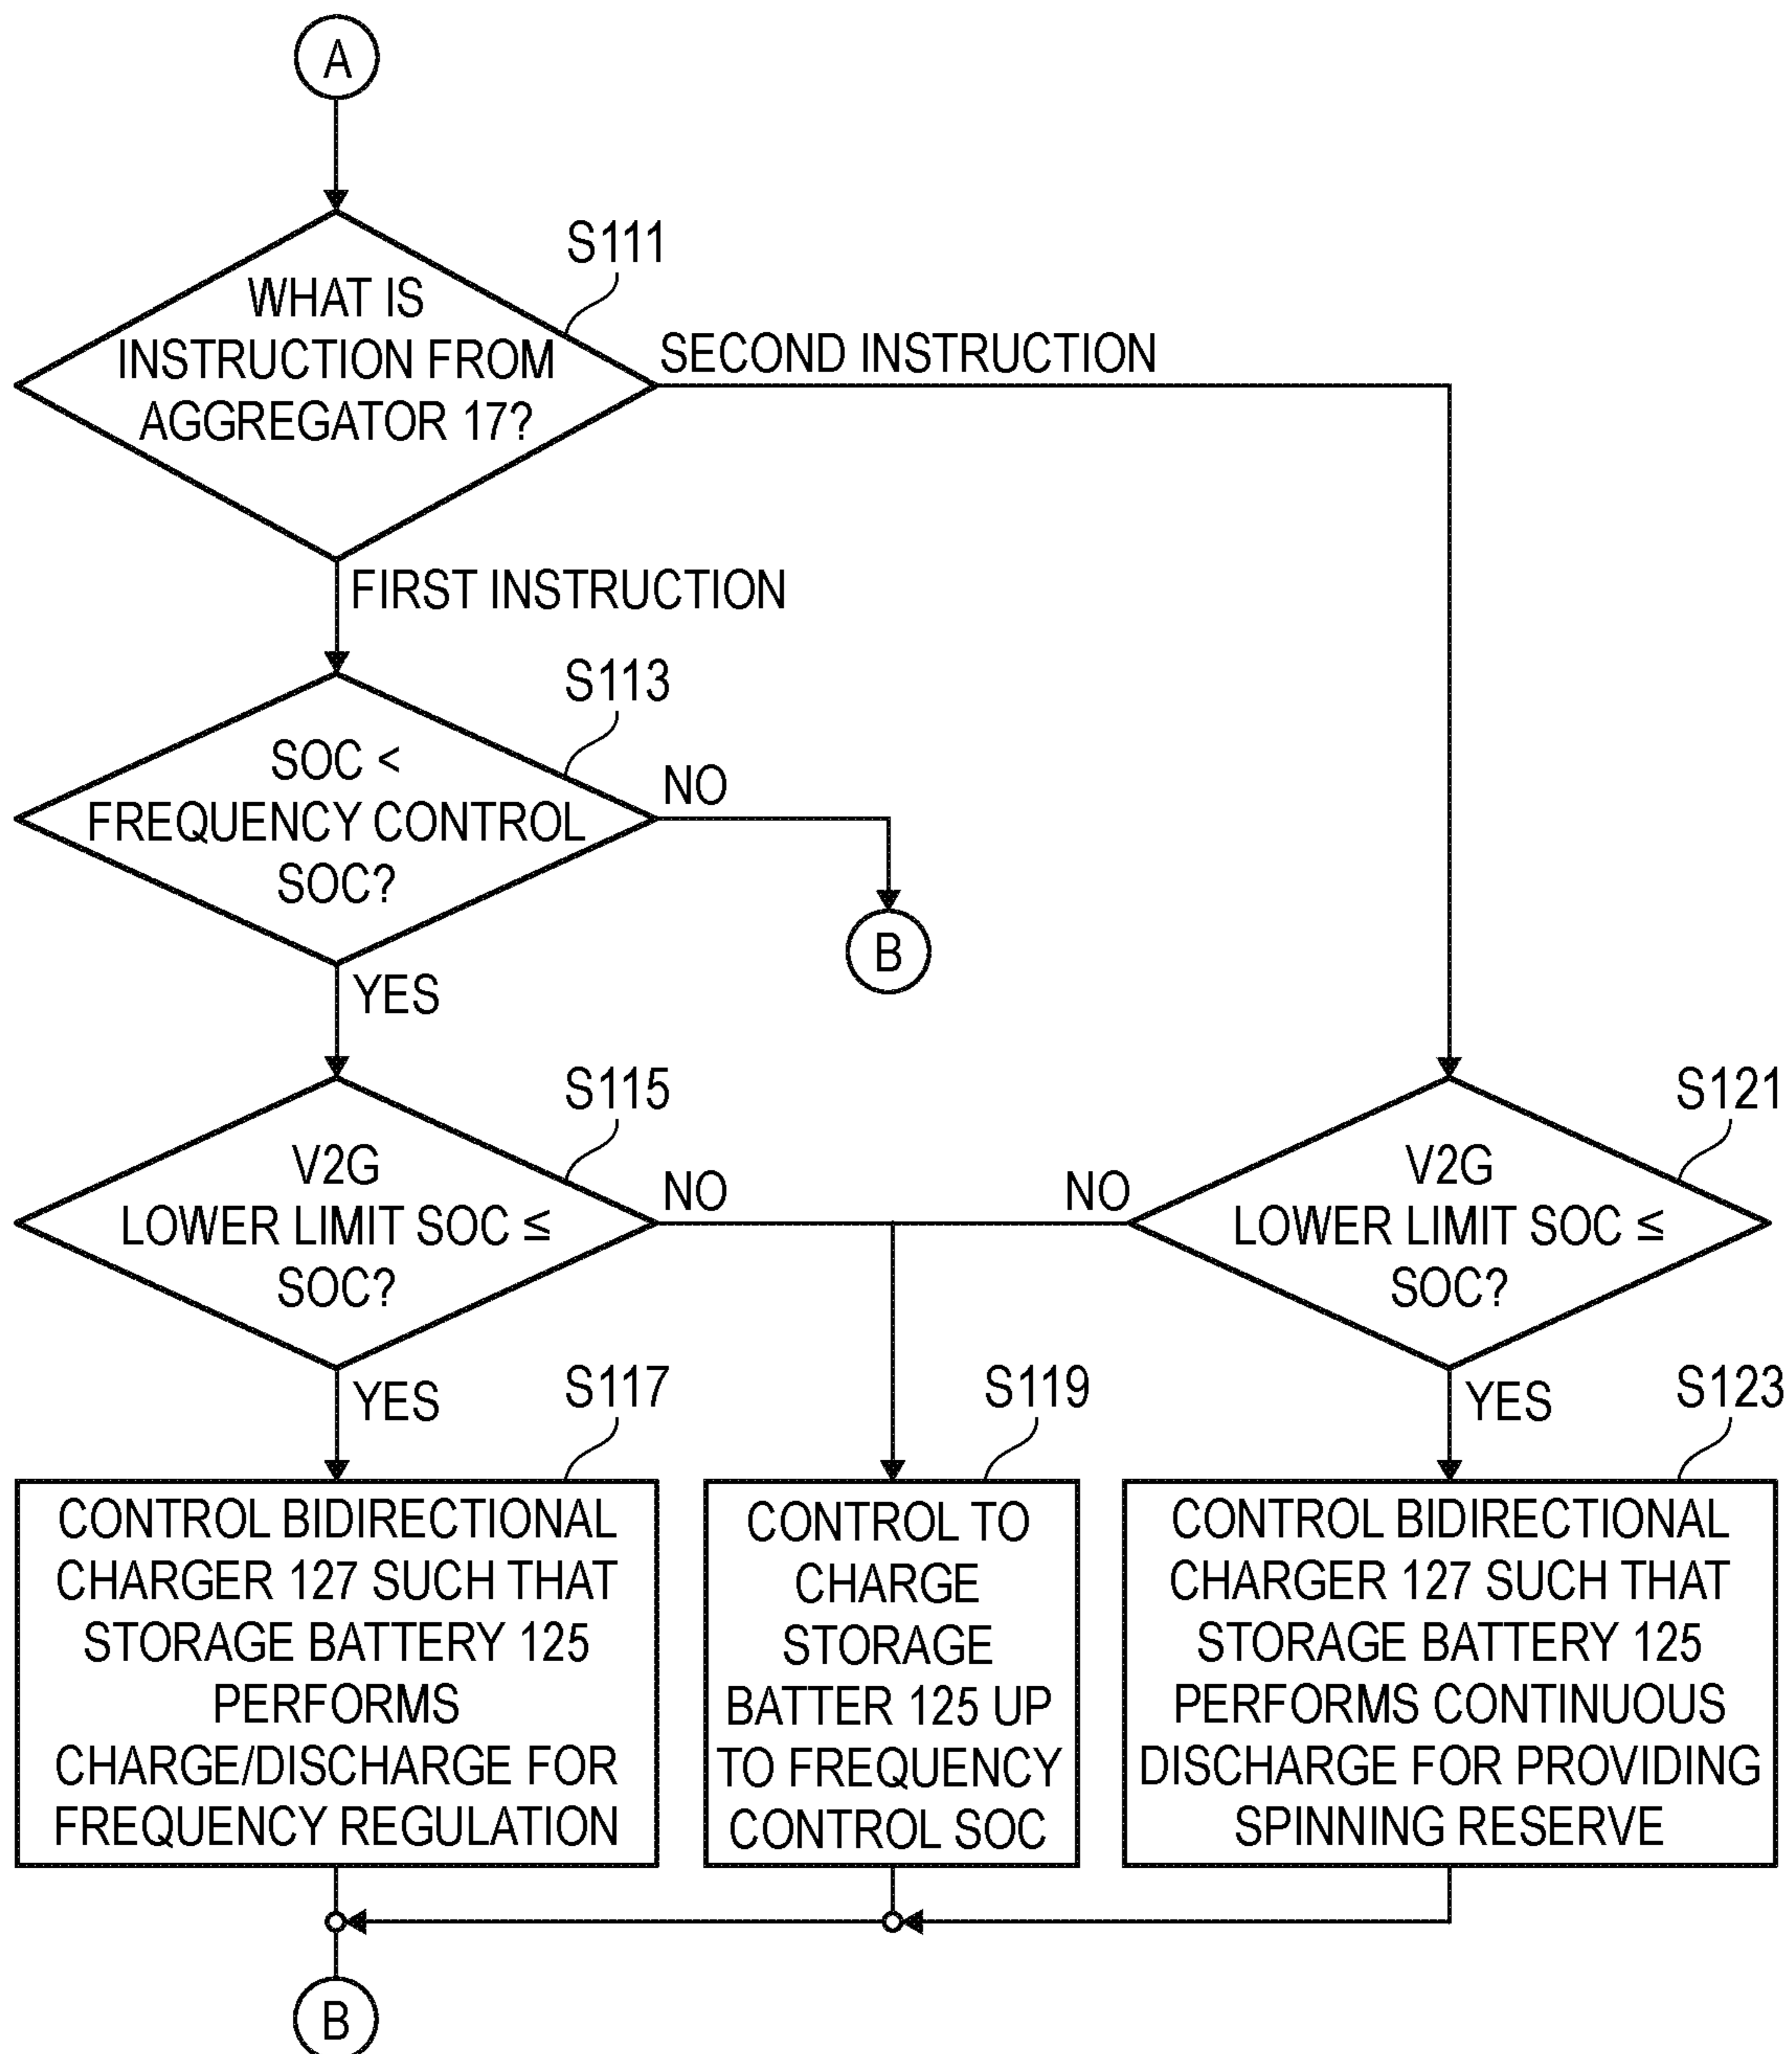 A
S111
WHAT IS
INSTRUCTION FROM
AGGREGATOR 17?
SECOND INSTRUCTION
FIRST INSTRUCTION
S113
SOC <
FREQUENCY CONTROL
SOC?
NO
B
YES
S115
V2G
LOWER LIMIT SOC ≤
SOC?
NO
NO
S121
V2G
LOWER LIMIT SOC ≤
SOC?
YES
S117
CONTROL BIDIRECTIONAL
CHARGER 127 SUCH THAT
STORAGE BATTERY 125
PERFORMS
CHARGE/DISCHARGE FOR
FREQUENCY REGULATION
S119
CONTROL TO
CHARGE
STORAGE
BATTER 125 UP
TO FREQUENCY
CONTROL SOC
YES
S123
CONTROL BIDIRECTIONAL
CHARGER 127 SUCH THAT
STORAGE BATTERY 125
PERFORMS CONTINUOUS
DISCHARGE FOR PROVIDING
SPINNING RESERVE
B